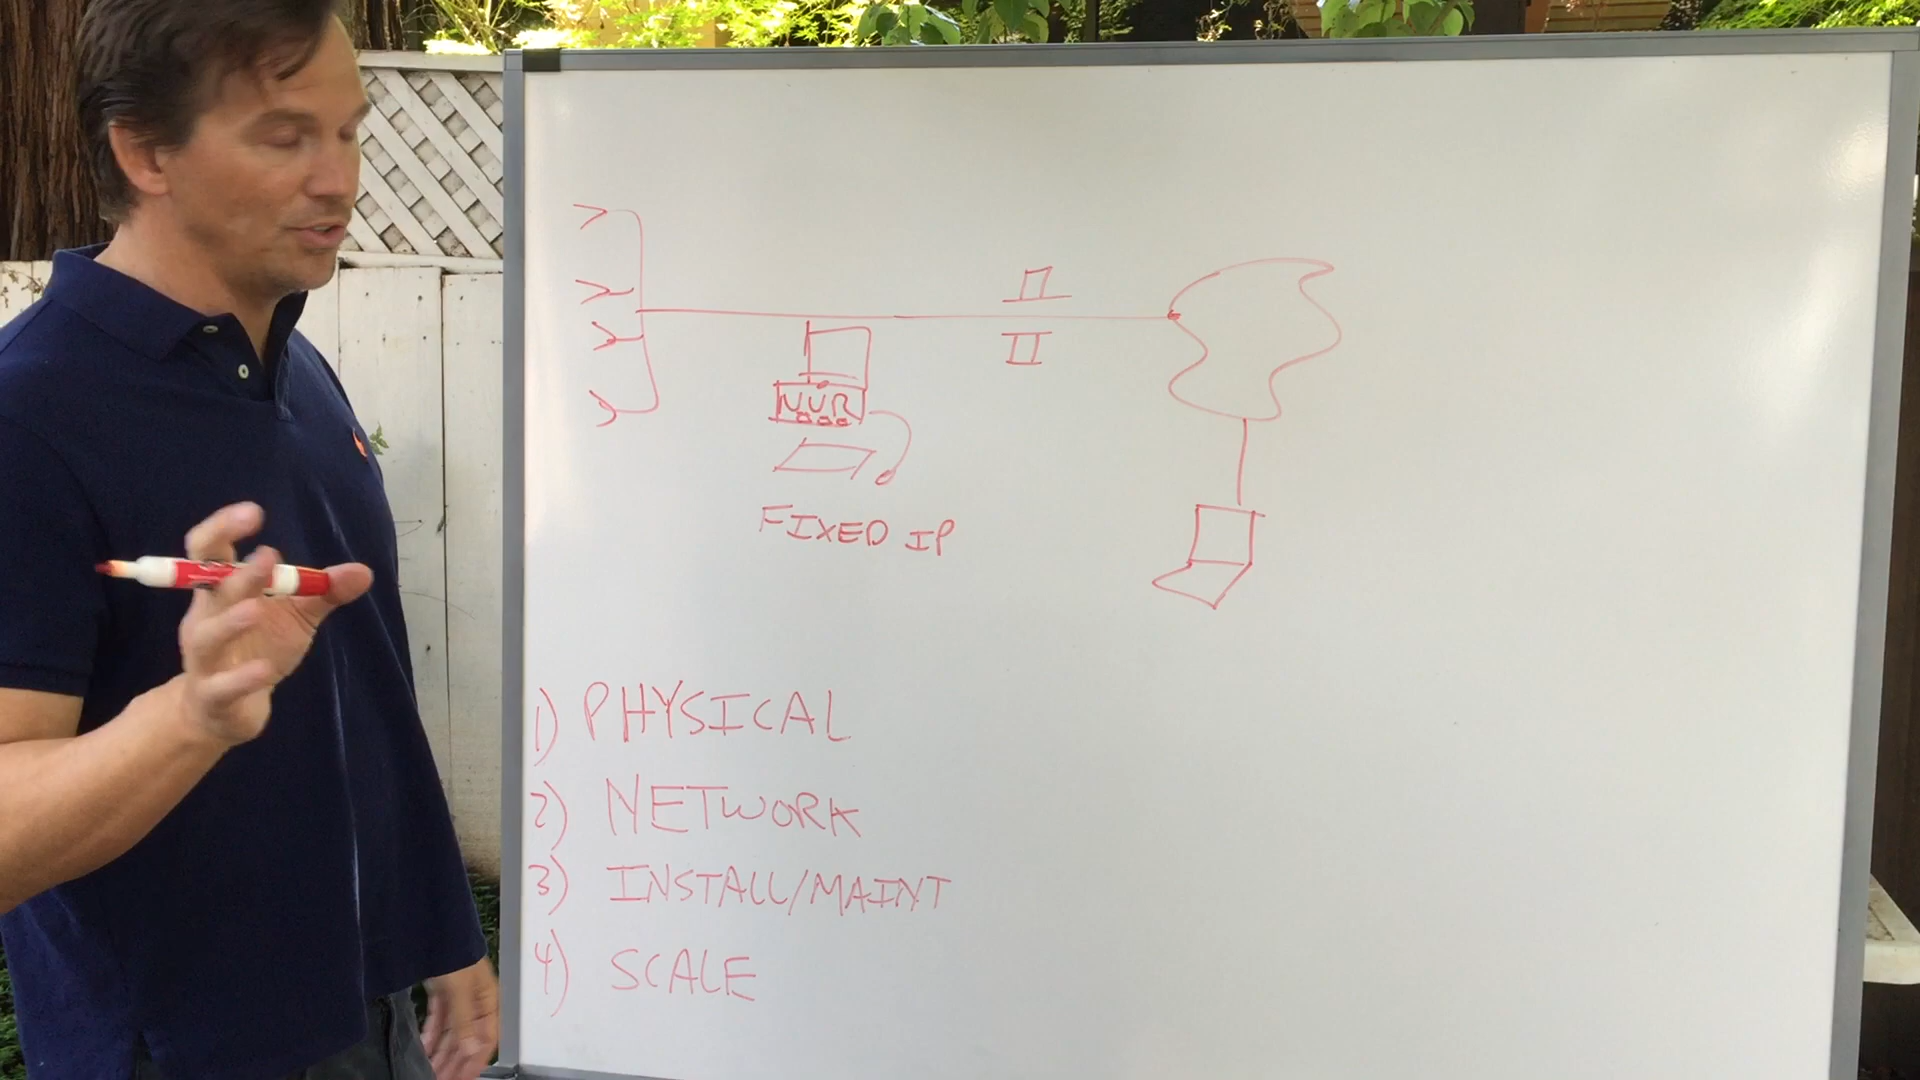 NVR
FIXED IP
1) PHYSICAL
2) NETWORK
3) INSTALL/MAINT
4) SCALE